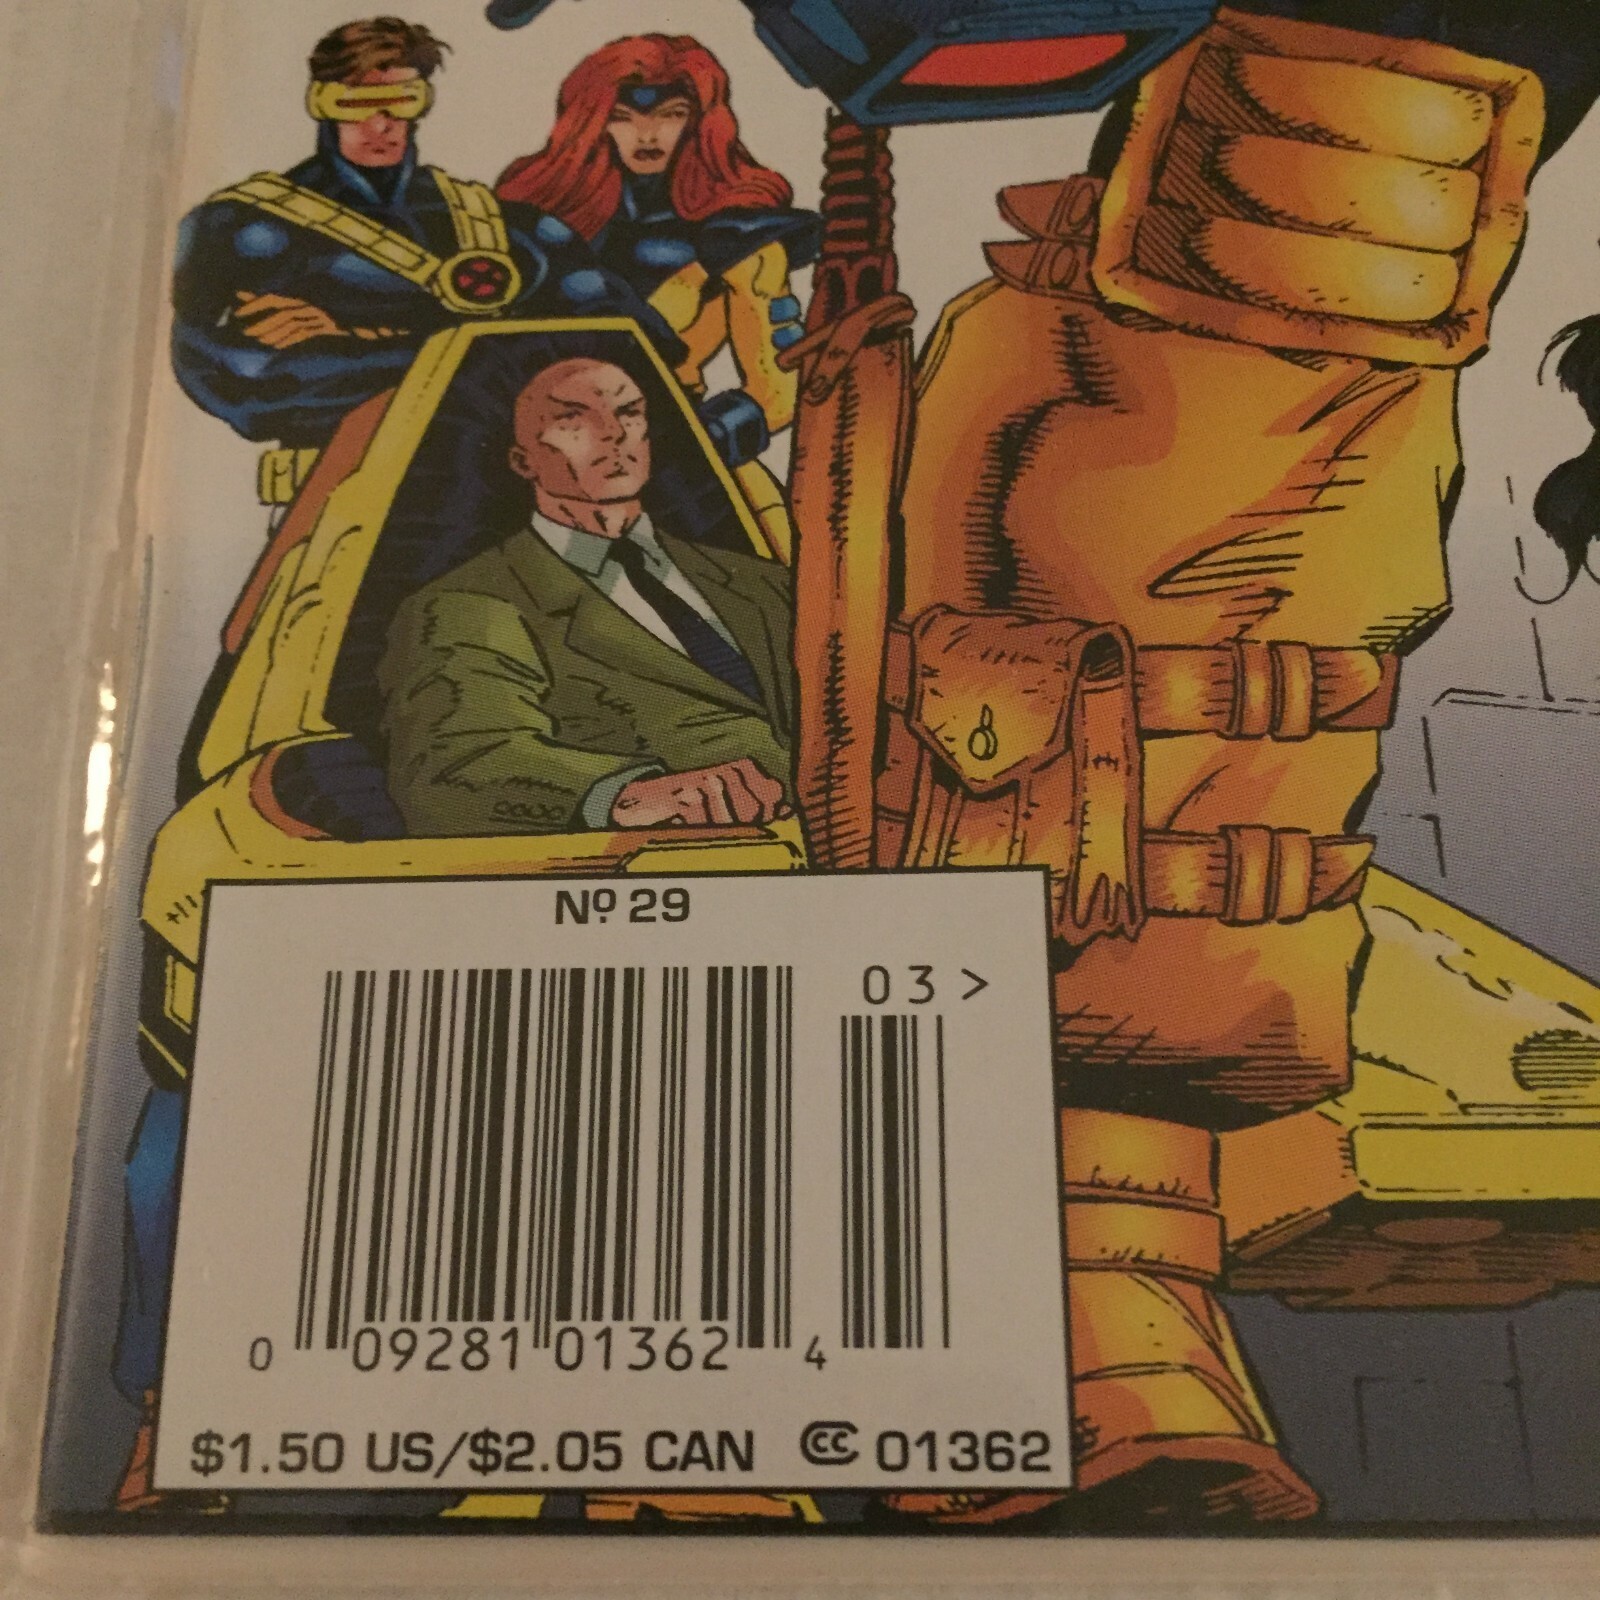 Nº 29
03 >
0 09281 01362 4
$1.50 US/$2.05 CAN CC 01362